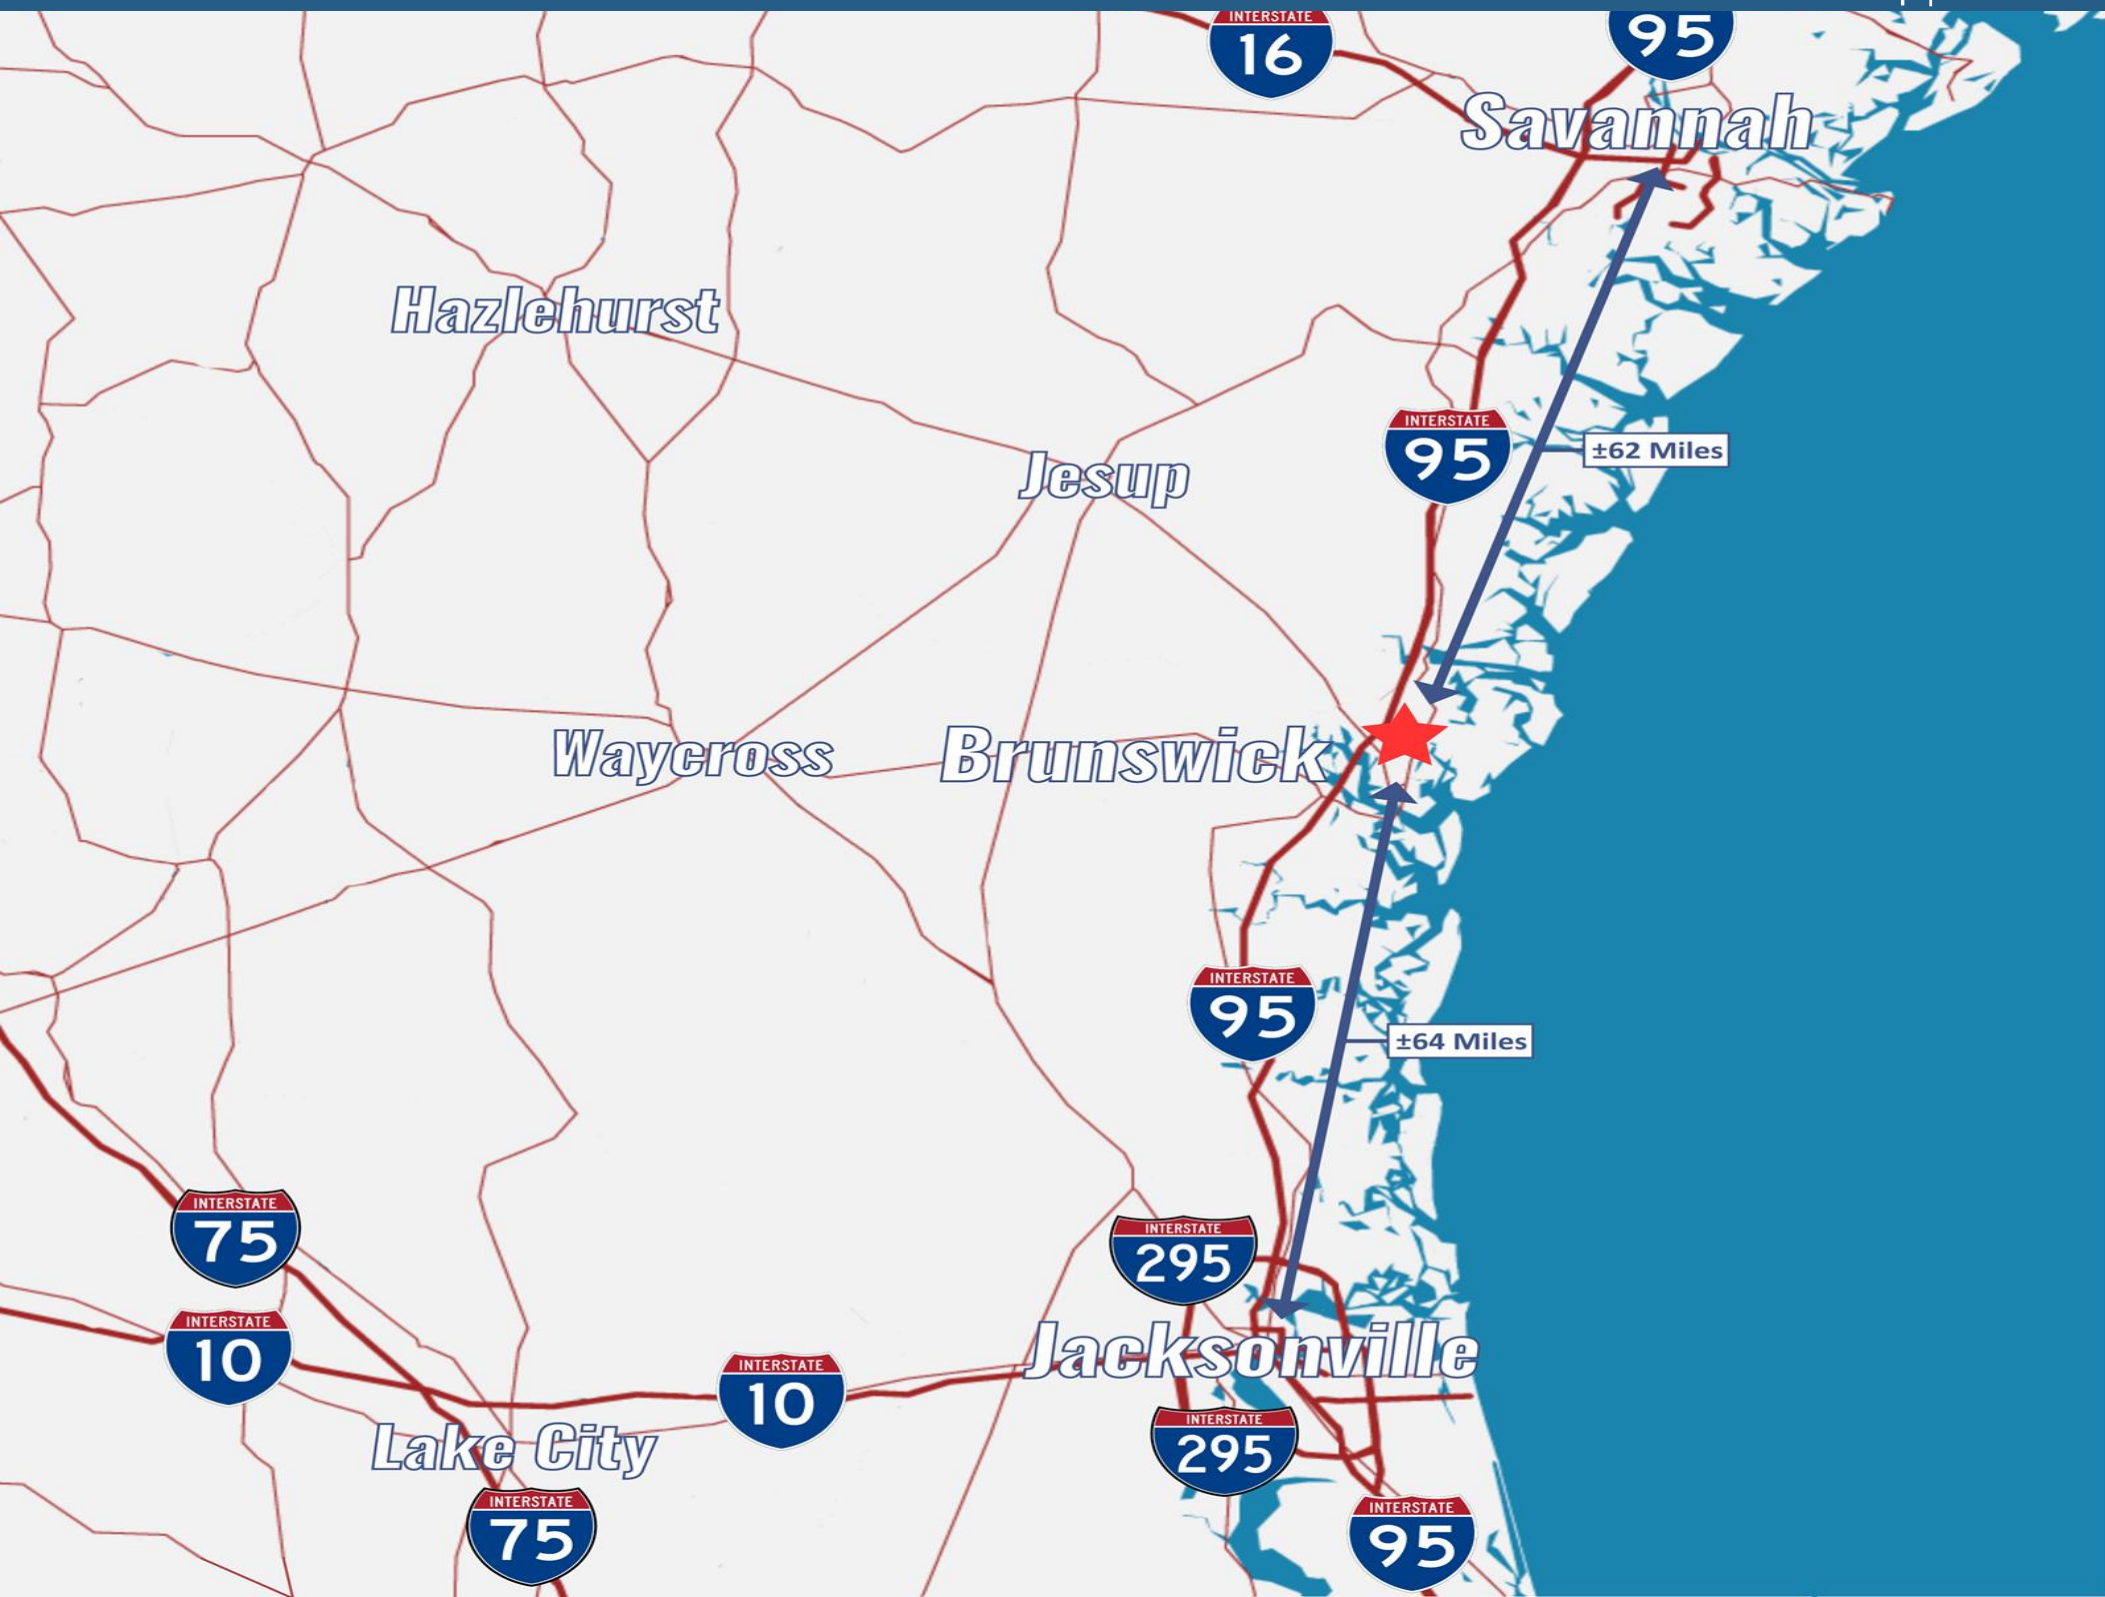 INTERSTATE
16
95
Savannah
Hazlehurst
INTERSTATE
95
±62 Miles
Jesup
Waycross
Brunswick
INTERSTATE
95
±64 Miles
INTERSTATE
75
INTERSTATE
295
INTERSTATE
10
Jacksonville
INTERSTATE
10
INTERSTATE
295
Lake City
INTERSTATE
75
INTERSTATE
95